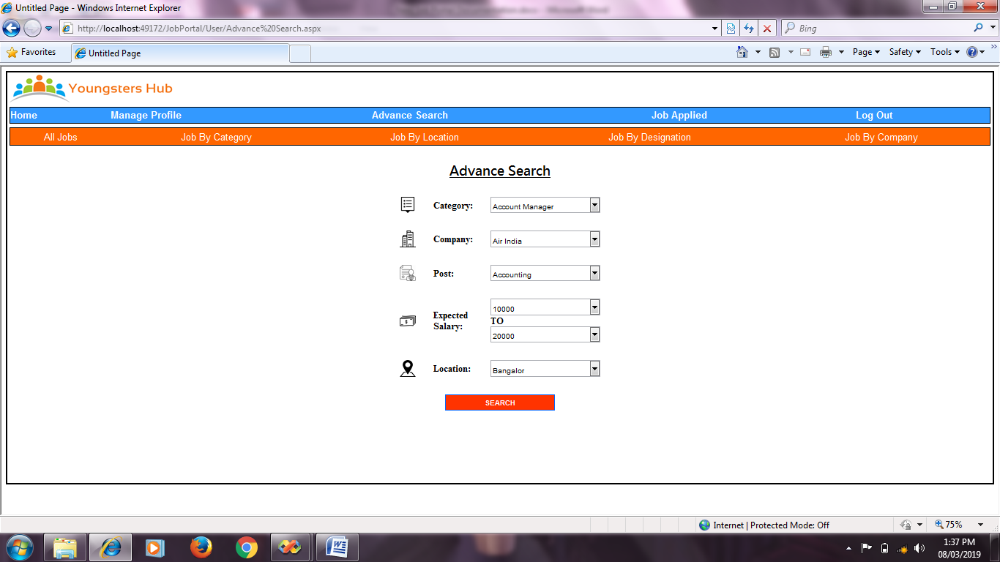 Untitled Page - Windows Internet Explorer
http://localhost:49172/JobPortal/User/Advance%20Search.aspx
Bing
Favorites
Untitled Page
Page
Safety
Tools
Youngsters Hub
Home Manage Profile Advance Search Job Applied Log Out
All Jobs Job By Category Job By Location Job By Designation Job By Company
Advance Search
Category: Account Manager
Company: Air India
Post: Accounting
Expected Salary: 10000
TO
20000
Location: Bangalor
SEARCH
Internet | Protected Mode: Off
75%
1:37 PM
08/03/2019